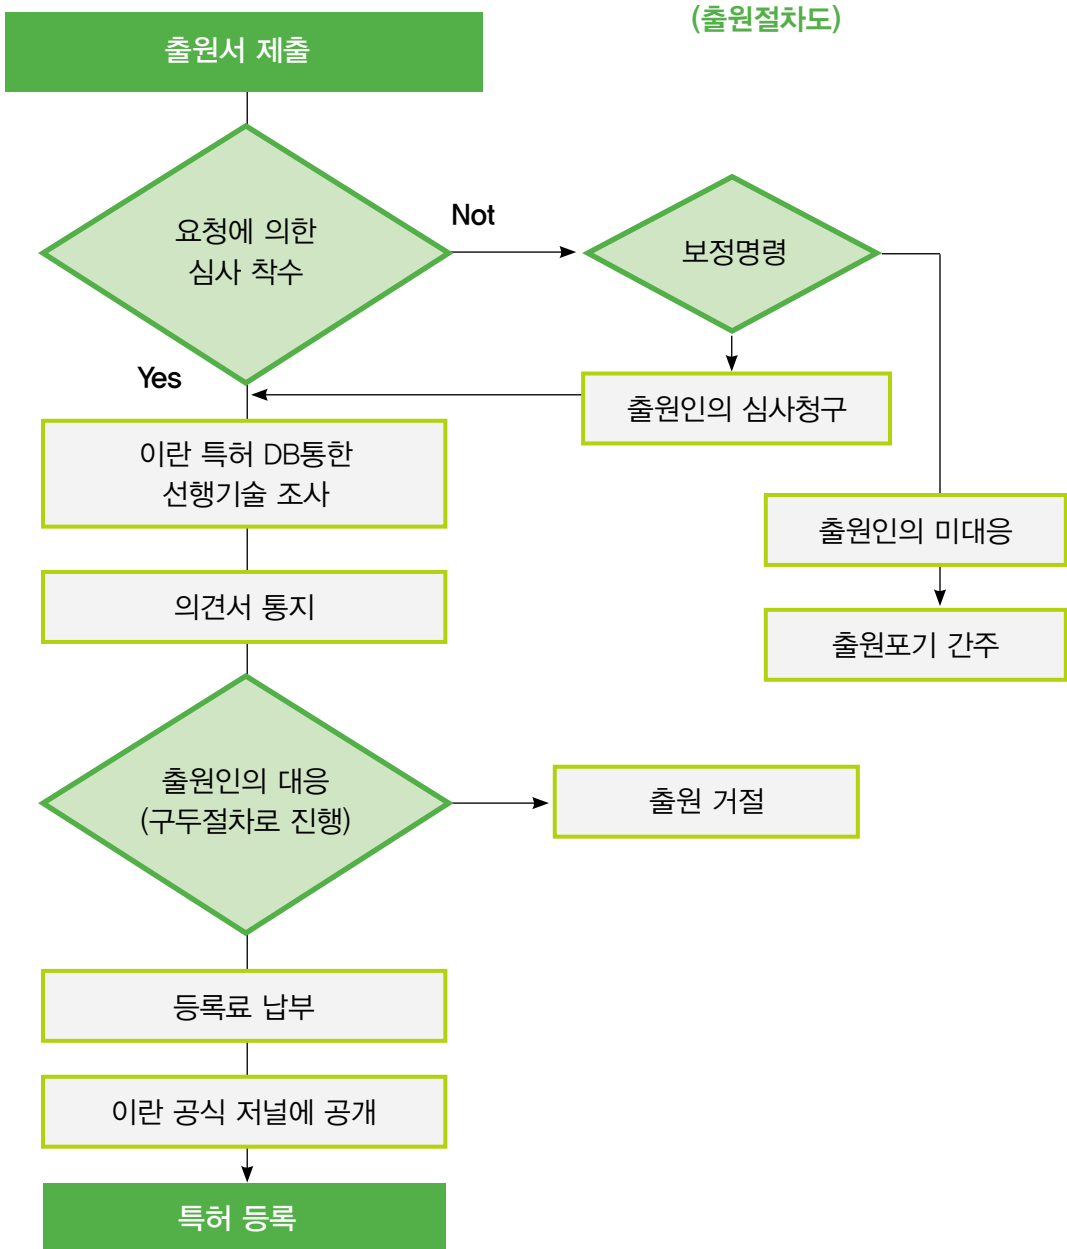 (출원절차도)
출원서 제출
요청에 의한
심사 착수
Not
보정명령
Yes
출원인의 심사청구
이란 특허 DB통한
선행기술 조사
출원인의 미대응
의견서 통지
출원포기 간주
출원인의 대응
(구두절차로 진행)
출원 거절
등록료 납부
이란 공식 저널에 공개
특허 등록